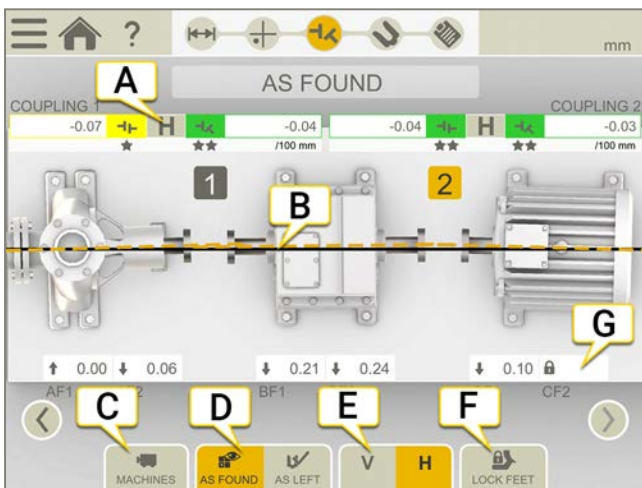 ?
mm
A
AS FOUND
COUPLING 1
COUPLING 2
-0.07 H -0.04
-0.04 H -0.03
/100 mm
/100 mm
1
2
B
G
0.00 0.06
0.21 0.24
0.10
AF1
BF1
CF2
C
D
E
F
MACHINES
AS FOUND
AS LEFT
V
H
LOCK FEET